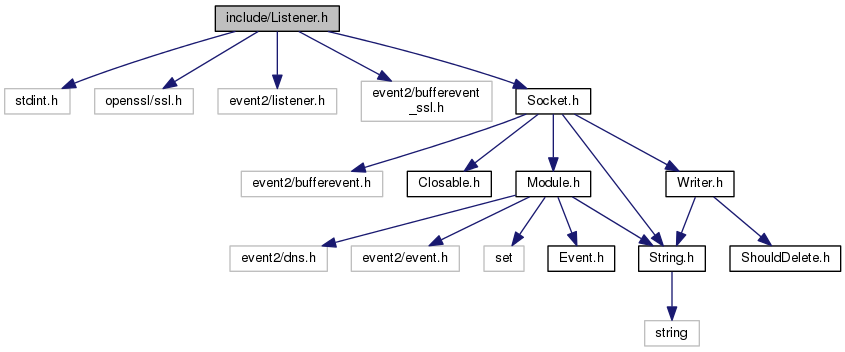 include/Listener.h
stdint.h
openssl/ssl.h
event2/listener.h
event2/bufferevent
_ssl.h
Socket.h
event2/bufferevent.h
Closable.h
Module.h
Writer.h
event2/dns.h
event2/event.h
set
Event.h
String.h
ShouldDelete.h
string